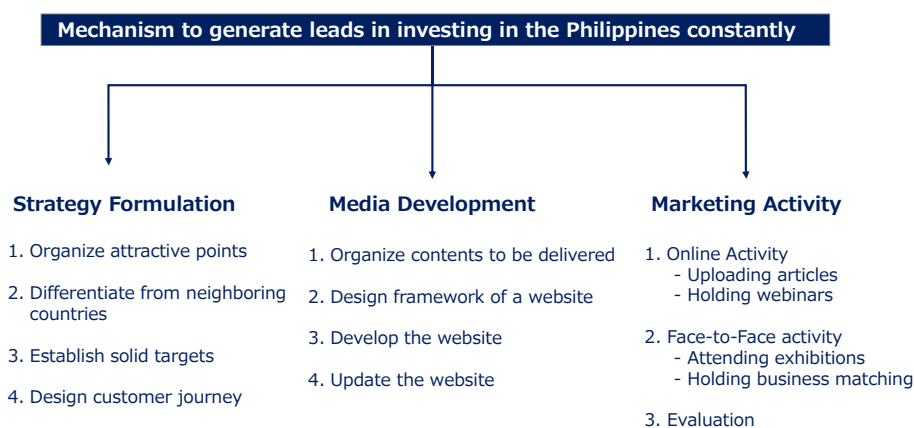 Mechanism to generate leads in investing in the Philippines constantly
Strategy Formulation
1. Organize attractive points
2. Differentiate from neighboring
countries
3. Establish solid targets
4. Design customer journey
Media Development
1. Organize contents to be delivered
2. Design framework of a website
3. Develop the website
4. Update the website
Marketing Activity
1. Online Activity
- Uploading articles
- Holding webinars
2. Face-to-Face activity
- Attending exhibitions
- Holding business matching
3. Evaluation